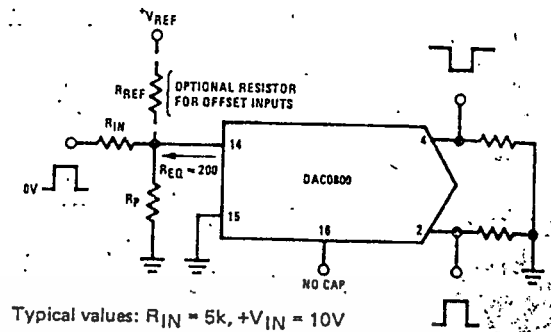 +VREF
RREF
OPTIONAL RESISTOR
FOR OFFSET INPUTS
RIN
14
4
REQ = 200
DAC0800
0V
RP
15
16
2
NO CAP
Typical values: RIN = 5k, +VIN = 10V